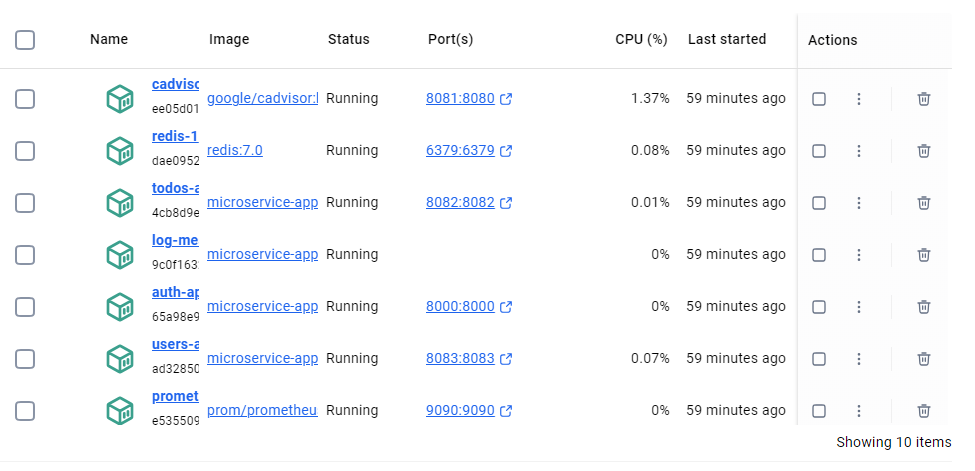 Name Image Status Port(s) CPU (%) Last started Actions
cadvisc
google/cadvisor:l Running 8081:8080 1.37% 59 minutes ago
ee05d01
redis-1
redis:7.0 Running 6379:6379 0.08% 59 minutes ago
dae0952
todos-a
microservice-app Running 8082:8082 0.01% 59 minutes ago
4cb8d9e
log-me
microservice-app Running 0% 59 minutes ago
9c0f163
auth-ap
microservice-app Running 8000:8000 0% 59 minutes ago
65a98e9
users-a
microservice-app Running 8083:8083 0.07% 59 minutes ago
ad32850
promet
prom/prometheu Running 9090:9090 0% 59 minutes ago
e535509
Showing 10 items